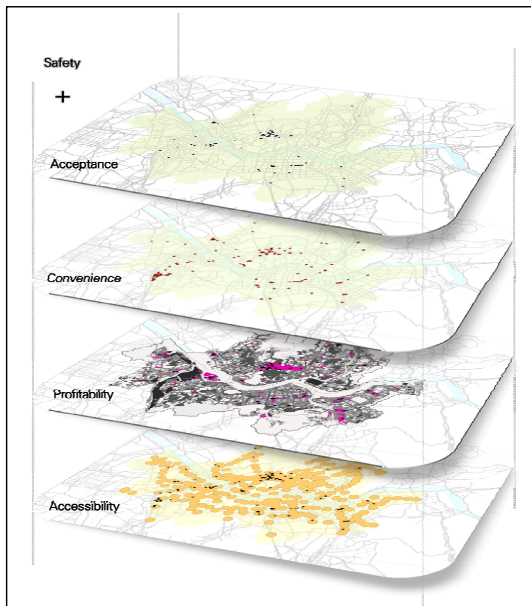 Safety
+
Acceptance
Convenience
Profitability
Accessibility